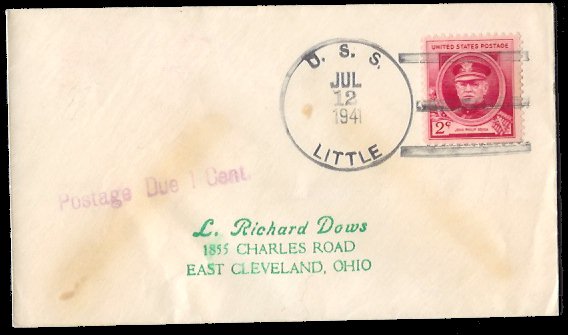 U. S. S.
JUL
12
1941
LITTLE
UNITED STATES POSTAGE
2¢
JOHN PHILIP SOUSA
Postage Due 1 Cent.
L. Richard Dows
1855 CHARLES ROAD
EAST CLEVELAND, OHIO